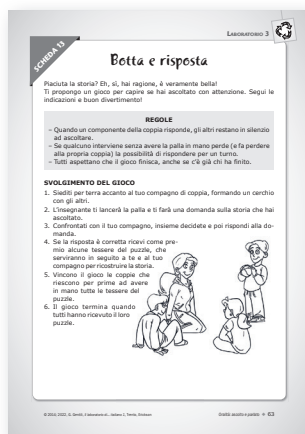 LABORATORIO 3
SCHEDA 13
Botta e risposta
Piaciuta la storia? Eh, sì, hai ragione, è veramente bella!
Ti propongo un gioco per capire se hai ascoltato con attenzione. Segui le
indicazioni e buon divertimento!
REGOLE
– Quando un componente della coppia risponde, gli altri restano in silenzio
ad ascoltare.
– Se qualcuno interviene senza avere la palla in mano perde (e fa perdere
alla propria coppia) la possibilità di rispondere per un turno.
– Tutti aspettano che il gioco finisca, anche se c'è già chi ha finito.
SVOLGIMENTO DEL GIOCO
1. Siediti per terra accanto al tuo compagno di coppia, formando un cerchio
con gli altri.
2. L'insegnante ti lancerà la palla e ti farà una domanda sulla storia che hai
ascoltato.
3. Confrontati con il tuo compagno, insieme decidete e poi rispondi alla do-
manda.
4. Se la risposta è corretta ricevi come pre-
mio alcune tessere del puzzle, che
serviranno in seguito a te e al tuo
compagno per ricostruire la storia.
5. Vincono il gioco le coppie che
riescono per prime ad avere
in mano tutte le tessere del
puzzle.
6. Il gioco termina quando
tutti hanno ricevuto il loro
puzzle.
Oralità: ascolto e parlato ♦ 63